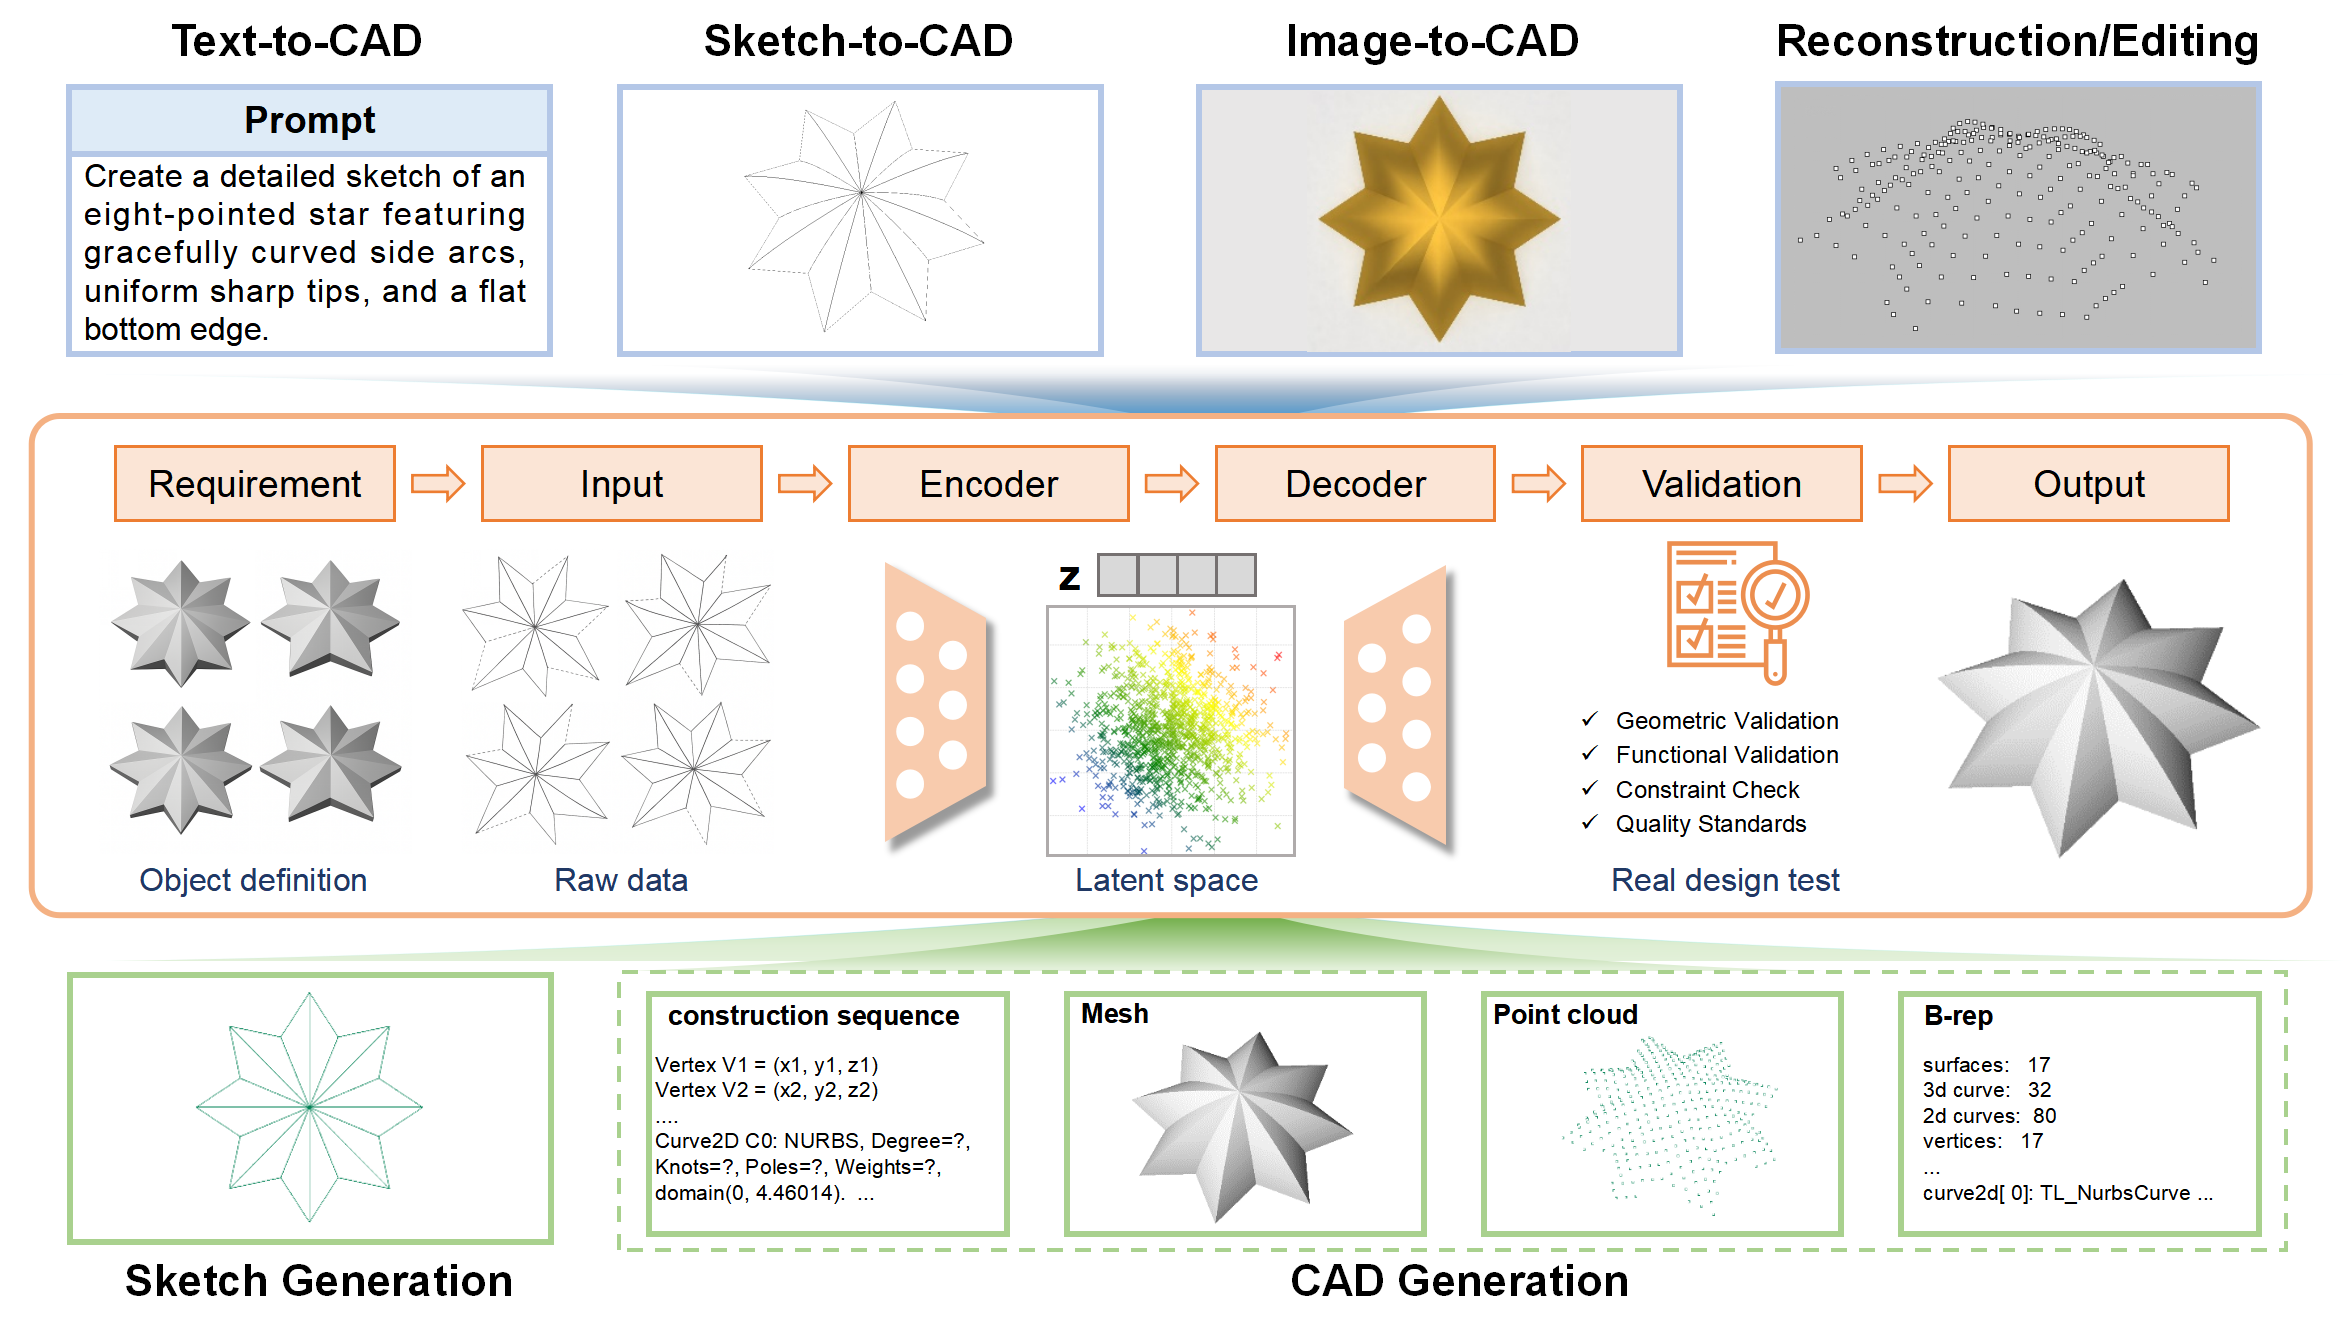 Text-to-CAD
Sketch-to-CAD
Image-to-CAD
Reconstruction/Editing
Prompt
Create a detailed sketch of an
eight-pointed star featuring
gracefully curved side arcs,
uniform sharp tips, and a flat
bottom edge.
Requirement
Input
Encoder
Decoder
Validation
Output
z
✓ Geometric Validation
✓ Functional Validation
✓ Constraint Check
✓ Quality Standards
Object definition
Raw data
Latent space
Real design test
construction sequence
Vertex V1 = (x1, y1, z1)
Vertex V2 = (x2, y2, z2)
....
Curve2D C0: NURBS, Degree=?,
Knots=?, Poles=?, Weights=?,
domain(0, 4.46014). ...
Mesh
Point cloud
B-rep
surfaces: 17
3d curve: 32
2d curves: 80
vertices: 17
...
curve2d[ 0]: TL_NurbsCurve ...
Sketch Generation
CAD Generation